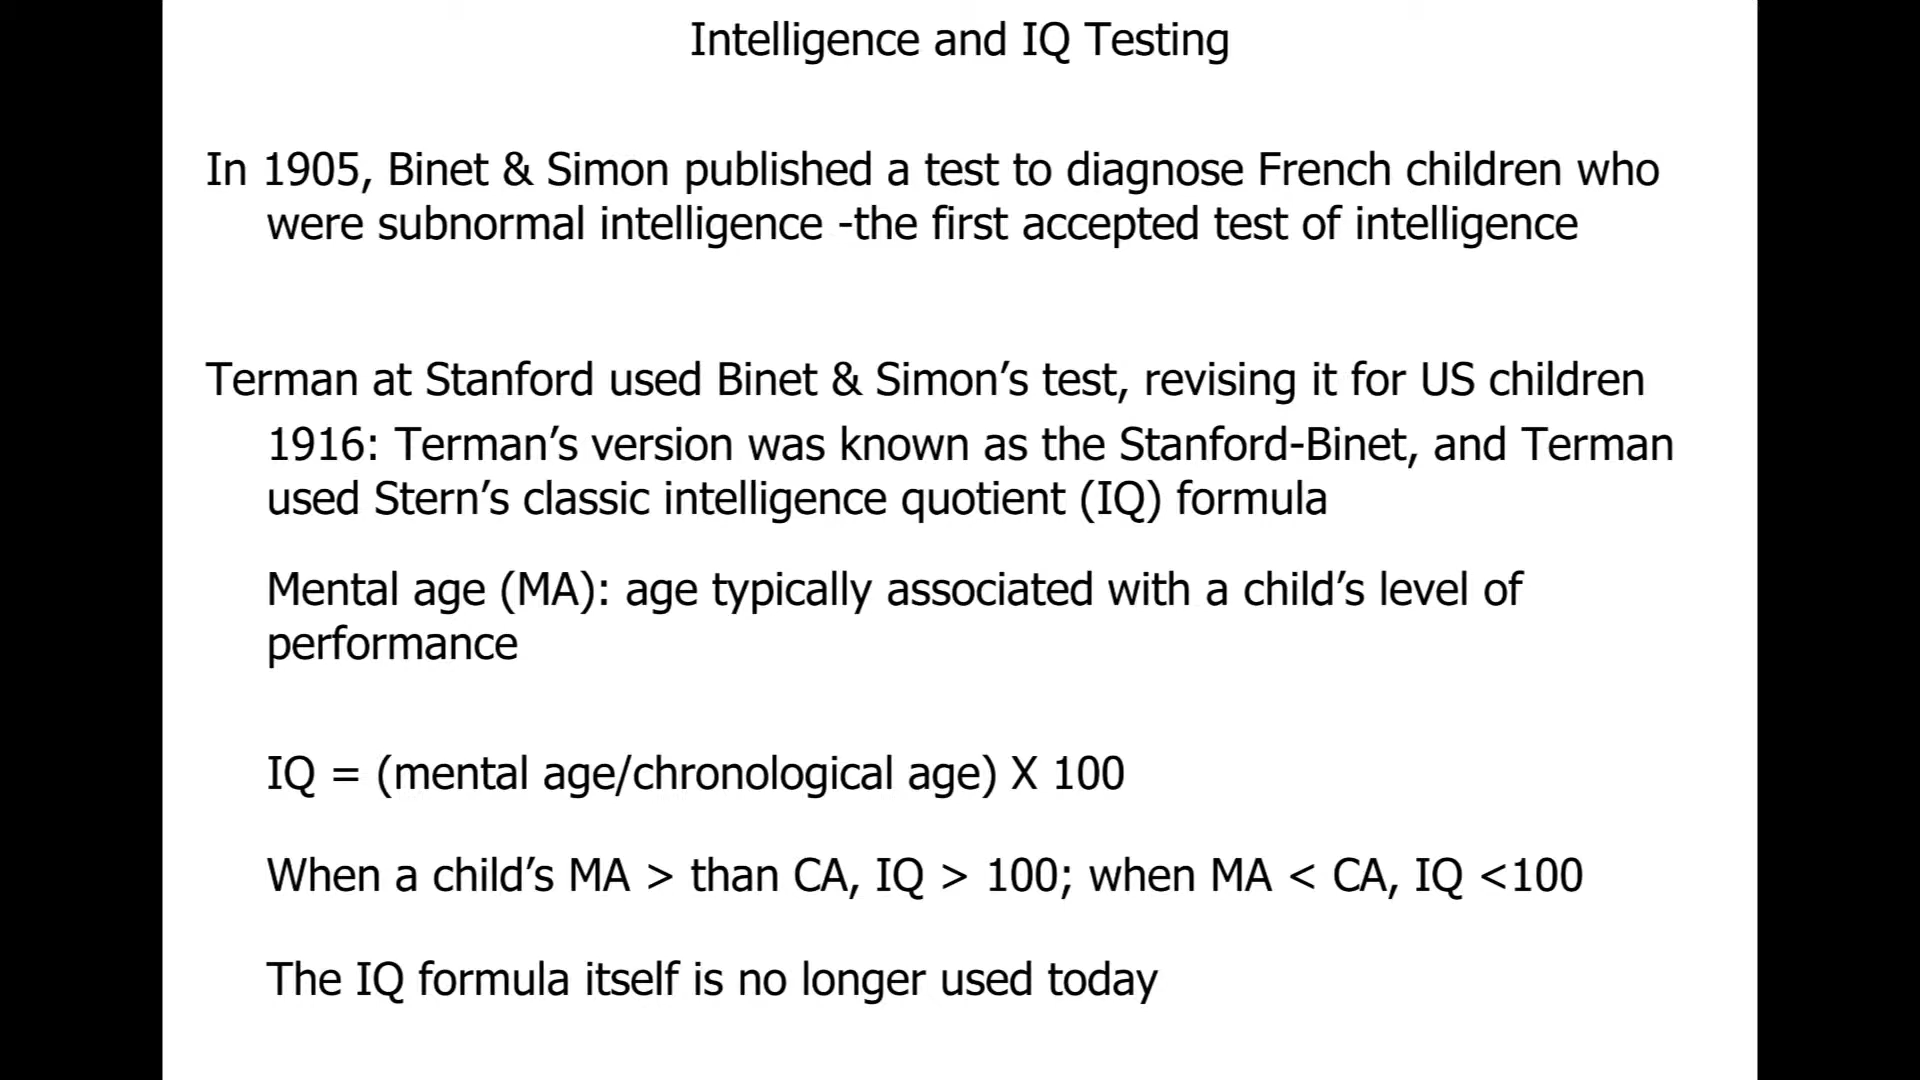 Intelligence and IQ Testing
In 1905, Binet & Simon published a test to diagnose French children who
were subnormal intelligence -the first accepted test of intelligence
Terman at Stanford used Binet & Simon’s test, revising it for US children
1916: Terman’s version was known as the Stanford-Binet, and Terman
used Stern’s classic intelligence quotient (IQ) formula
Mental age (MA): age typically associated with a child’s level of
performance
IQ = (mental age/chronological age) X 100
When a child’s MA > than CA, IQ > 100; when MA < CA, IQ <100
The IQ formula itself is no longer used today